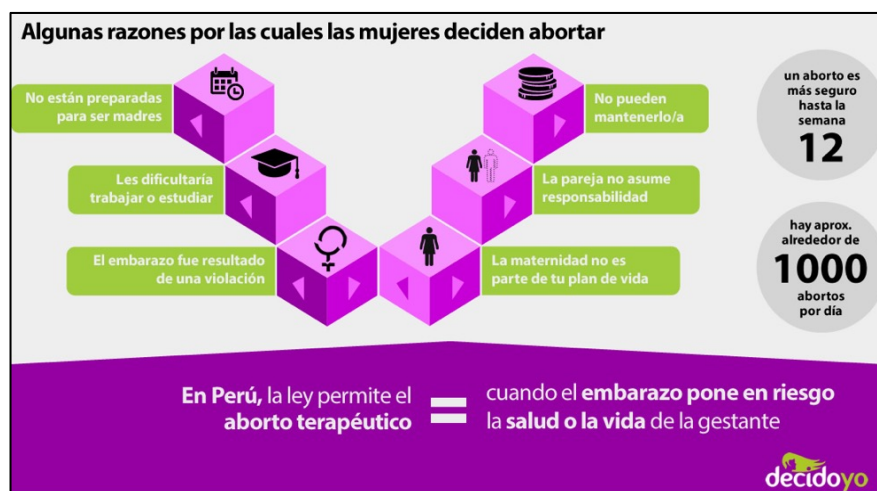 Algunas razones por las cuales las mujeres deciden abortar
No están preparadas
para ser madres
Les dificultaría
trabajar o estudiar
El embarazo fue resultado
de una violación
No pueden
mantenerlo/a
La pareja no asume
responsabilidad
La maternidad no es
parte de tu plan de vida
un aborto es
más seguro
hasta la
semana
12
hay aprox.
alrededor de
1000
abortos
por día
En Perú, la ley permite el
aborto terapéutico
=
cuando el embarazo pone en riesgo
la salud o la vida de la gestante
decidoyo